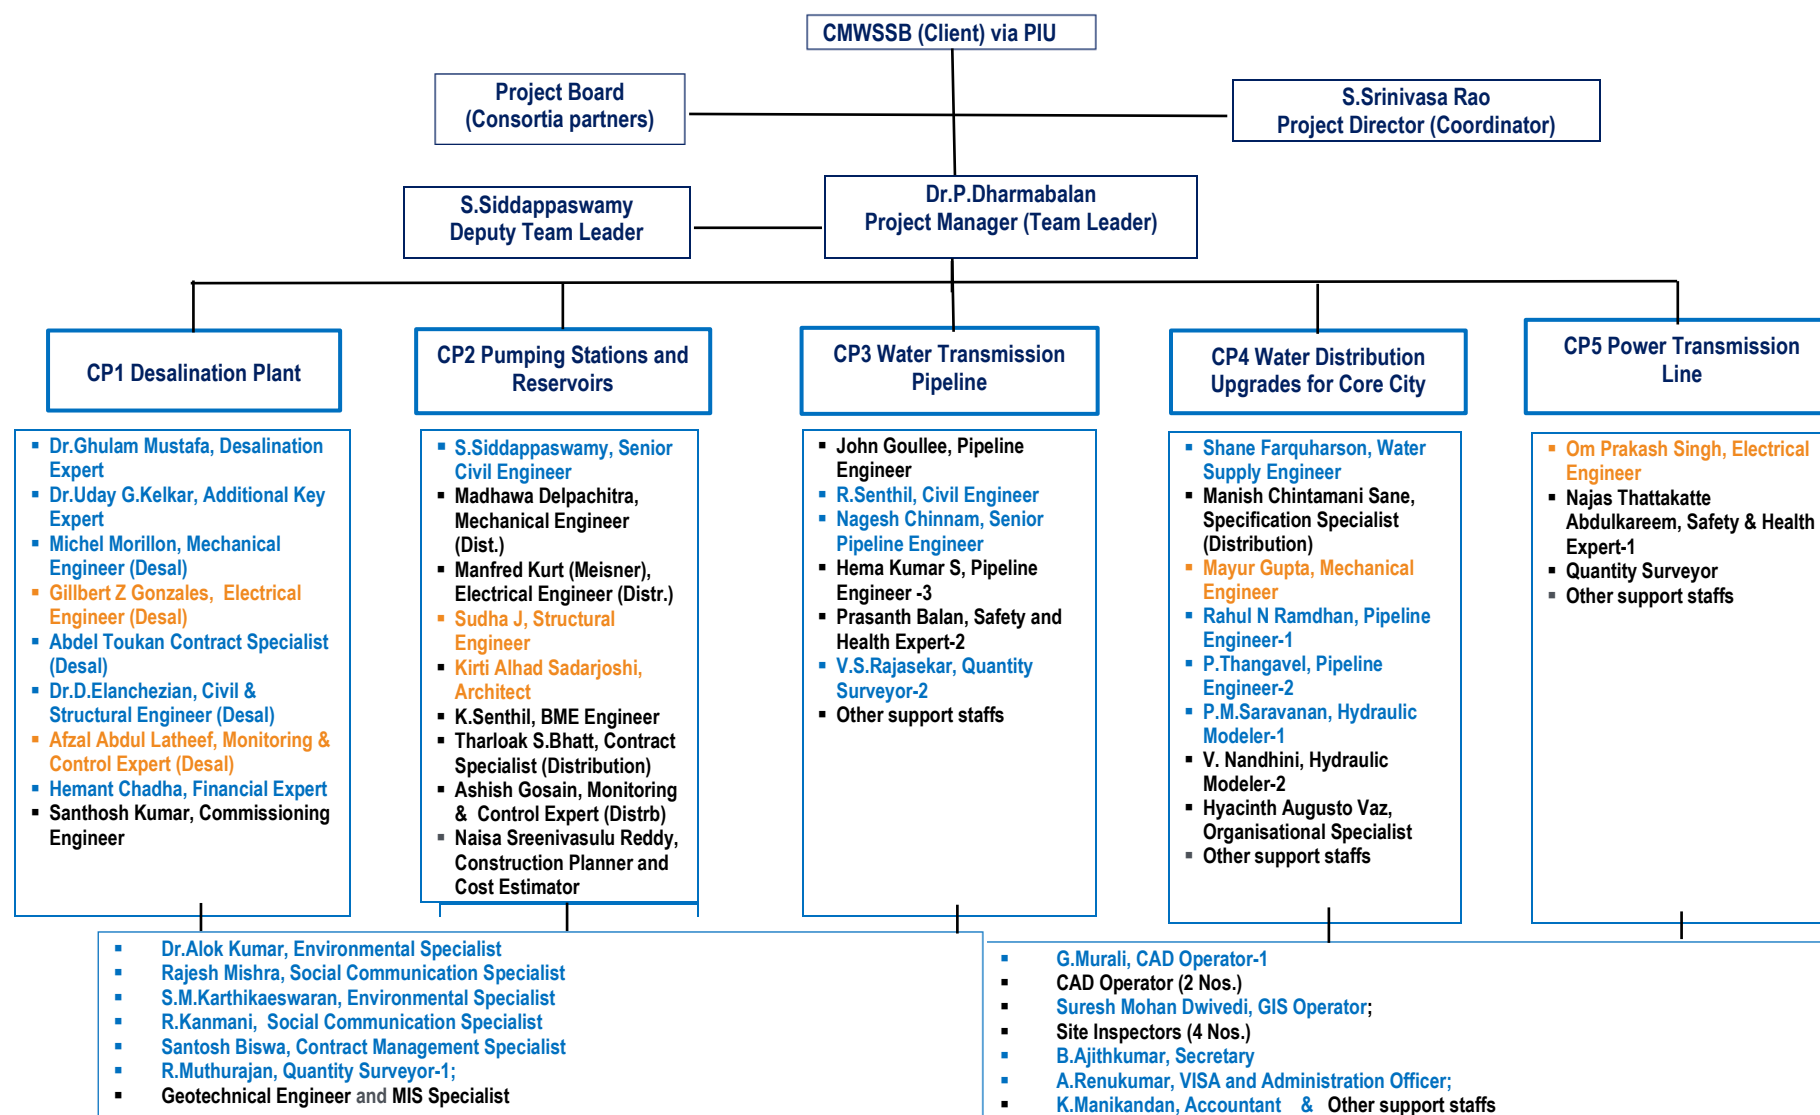 CMWSSB (Client) via PIU
Project Board
(Consortia partners)
S.Srinivasa Rao
Project Director (Coordinator)
S.Siddappaswamy
Deputy Team Leader
Dr.P.Dharmabalan
Project Manager (Team Leader)
CP1 Desalination Plant
CP2 Pumping Stations and
Reservoirs
CP3 Water Transmission
Pipeline
CP4 Water Distribution
Upgrades for Core City
CP5 Power Transmission
Line
▪ Dr.Ghulam Mustafa, Desalination
Expert
▪ Dr.Uday G.Kelkar, Additional Key
Expert
▪ Michel Morillon, Mechanical
Engineer (Desal)
▪ Gillbert Z Gonzales, Electrical
Engineer (Desal)
▪ Abdel Toukan Contract Specialist
(Desal)
▪ Dr.D.Elanchezian, Civil &
Structural Engineer (Desal)
▪ Afzal Abdul Latheef, Monitoring &
Control Expert (Desal)
▪ Hemant Chadha, Financial Expert
▪ Santhosh Kumar, Commissioning
Engineer
▪ S.Siddappaswamy, Senior
Civil Engineer
▪ Madhawa Delpachitra,
Mechanical Engineer
(Dist.)
▪ Manfred Kurt (Meisner),
Electrical Engineer (Distr.)
▪ Sudha J, Structural
Engineer
▪ Kirti Alhad Sadarjoshi,
Architect
▪ K.Senthil, BME Engineer
▪ Tharloak S.Bhatt, Contract
Specialist (Distribution)
▪ Ashish Gosain, Monitoring
& Control Expert (Distrb)
▪ Naisa Sreenivasulu Reddy,
Construction Planner and
Cost Estimator
▪ John Goullee, Pipeline
Engineer
▪ R.Senthil, Civil Engineer
▪ Nagesh Chinnam, Senior
Pipeline Engineer
▪ Hema Kumar S, Pipeline
Engineer -3
▪ Prasanth Balan, Safety and
Health Expert-2
▪ V.S.Rajasekar, Quantity
Surveyor-2
▪ Other support staffs
▪ Shane Farquharson, Water
Supply Engineer
▪ Manish Chintamani Sane,
Specification Specialist
(Distribution)
▪ Mayur Gupta, Mechanical
Engineer
▪ Rahul N Ramdhan, Pipeline
Engineer-1
▪ P.Thangavel, Pipeline
Engineer-2
▪ P.M.Saravanan, Hydraulic
Modeler-1
▪ V. Nandhini, Hydraulic
Modeler-2
▪ Hyacinth Augusto Vaz,
Organisational Specialist
▪ Other support staffs
▪ Om Prakash Singh, Electrical
Engineer
▪ Najas Thattakatte
Abdulkareem, Safety & Health
Expert-1
▪ Quantity Surveyor
▪ Other support staffs
▪ Dr.Alok Kumar, Environmental Specialist
▪ Rajesh Mishra, Social Communication Specialist
▪ S.M.Karthikaeswaran, Environmental Specialist
▪ R.Kanmani, Social Communication Specialist
▪ Santosh Biswa, Contract Management Specialist
▪ R.Muthurajan, Quantity Surveyor-1;
▪ Geotechnical Engineer and MIS Specialist
▪ G.Murali, CAD Operator-1
▪ CAD Operator (2 Nos.)
▪ Suresh Mohan Dwivedi, GIS Operator;
▪ Site Inspectors (4 Nos.)
▪ B.Ajithkumar, Secretary
▪ A.Renukumar, VISA and Administration Officer;
▪ K.Manikandan, Accountant & Other support staffs